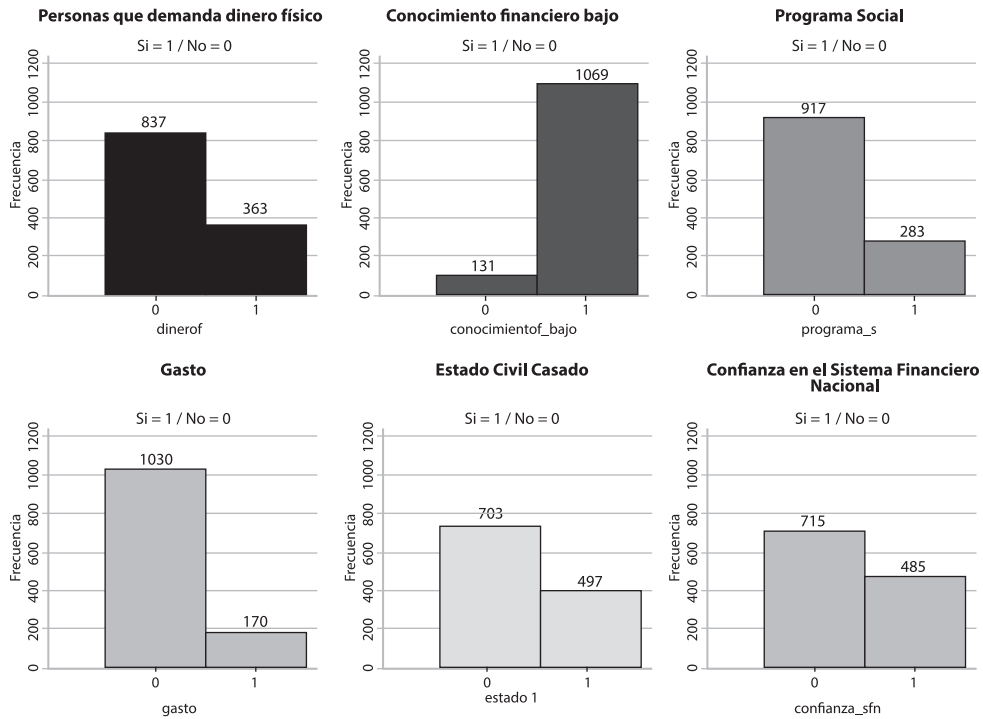 Personas que demanda dinero físico
Si = 1 / No = 0
Frecuencia
0
200
400
600
800
1000
1200
837
363
0
1
dinerof
Conocimiento financiero bajo
Si = 1 / No = 0
Frecuencia
0
200
400
600
800
1000
1200
131
1069
0
1
conocimientof_bajo
Programa Social
Si = 1 / No = 0
Frecuencia
0
200
400
600
800
1000
1200
917
283
0
1
programa_s
Gasto
Si = 1 / No = 0
Frecuencia
0
200
400
600
800
1000
1200
1030
170
0
1
gasto
Estado Civil Casado
Si = 1 / No = 0
Frecuencia
0
200
400
600
800
1000
1200
703
497
0
1
estado 1
Confianza en el Sistema Financiero
Nacional
Si = 1 / No = 0
Frecuencia
0
200
400
600
800
1000
1200
715
485
0
1
confianza_sfn